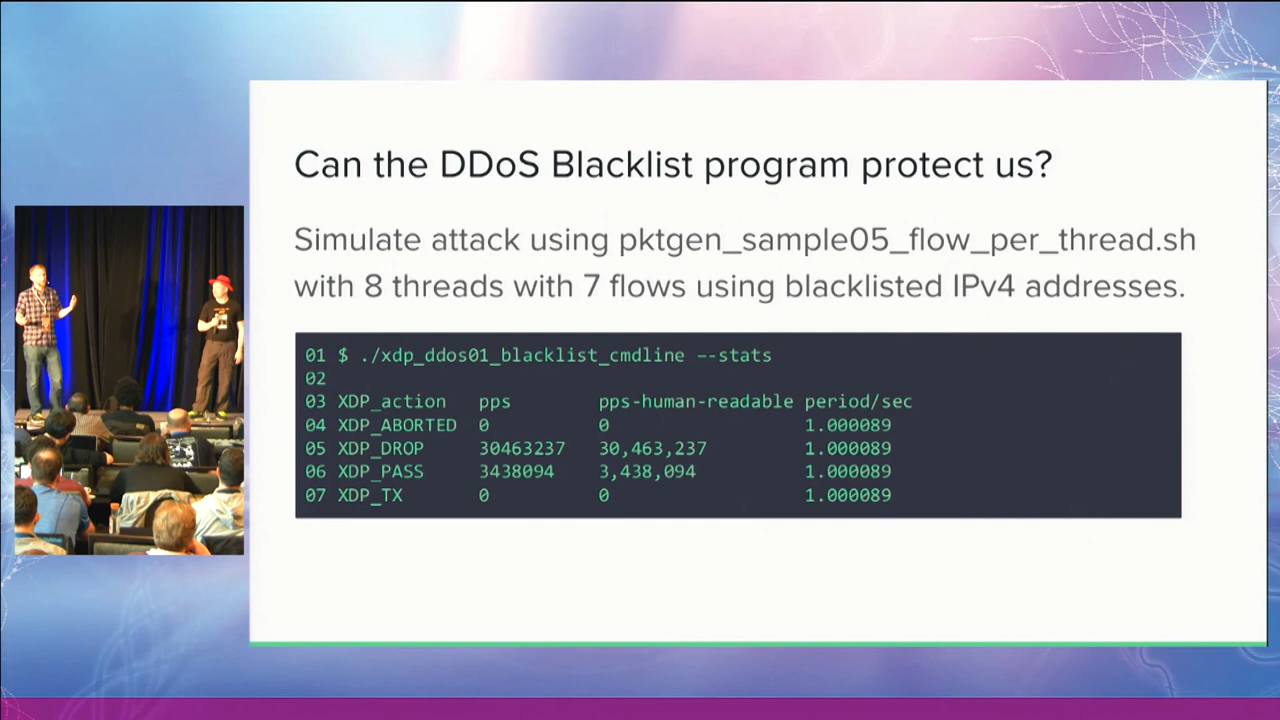 Can the DDoS Blacklist program protect us?
Simulate attack using pktgen_sample05_flow_per_thread.sh
with 8 threads with 7 flows using blacklisted IPv4 addresses.
01 $ ./xdp_ddos01_blacklist_cmdline --stats
02
03 XDP_action pps pps-human-readable period/sec
04 XDP_ABORTED 0 0 1.000089
05 XDP_DROP 30463237 30,463,237 1.000089
06 XDP_PASS 3438094 3,438,094 1.000089
07 XDP_TX 0 0 1.000089